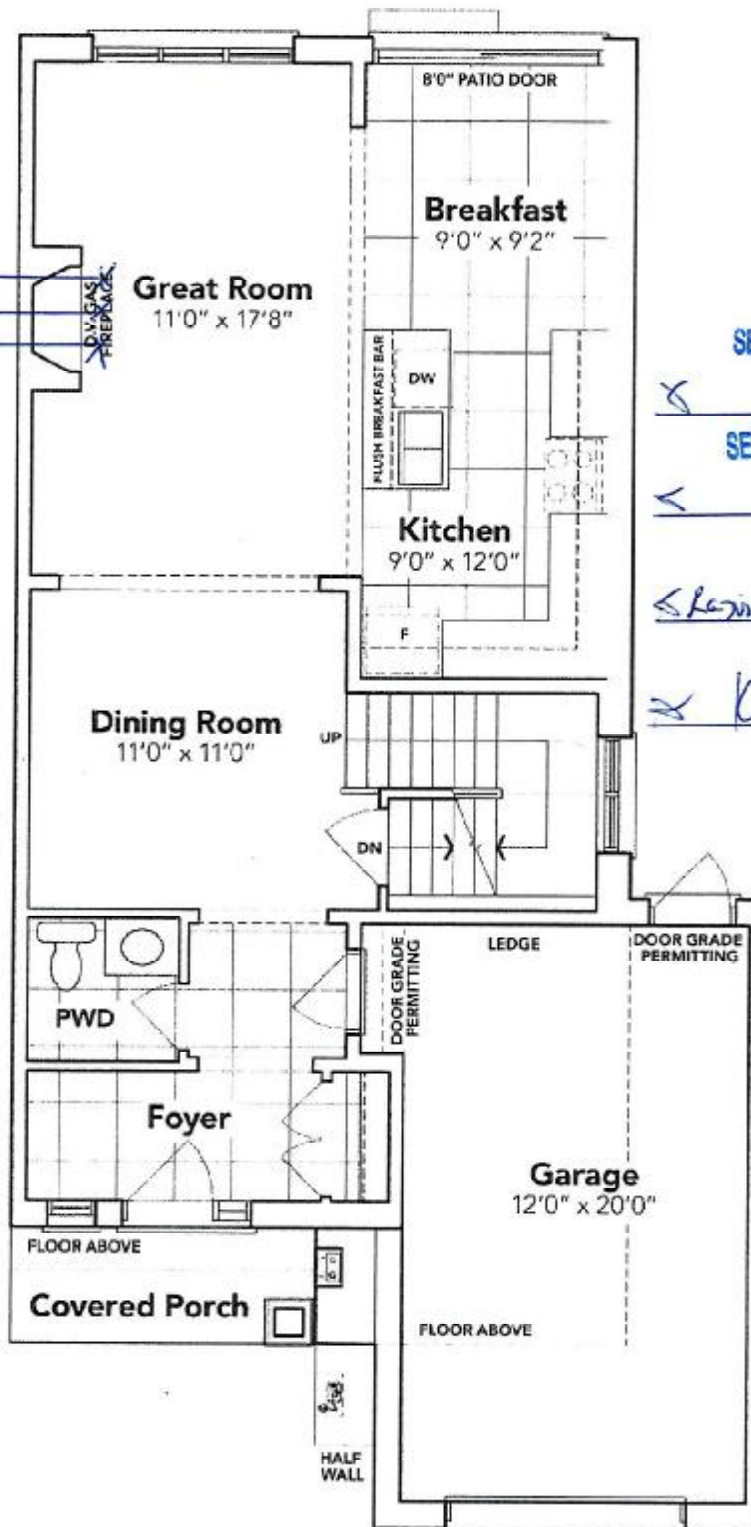 8'0" PATIO DOOR
Breakfast
9'0" x 9'2"
Great Room
11'0" x 17'8"
D.V. GAS
FIREPLACE
FLUSH BREAKFAST BAR
DW
SE
SE
Kitchen
9'0" x 12'0"
F
Dining Room
11'0" x 11'0"
UP
DN
LEDGE
DOOR GRADE
PERMITTING
DOOR GRADE
PERMITTING
PWD
Foyer
Garage
12'0" x 20'0"
FLOOR ABOVE
Covered Porch
FLOOR ABOVE
HALF
WALL